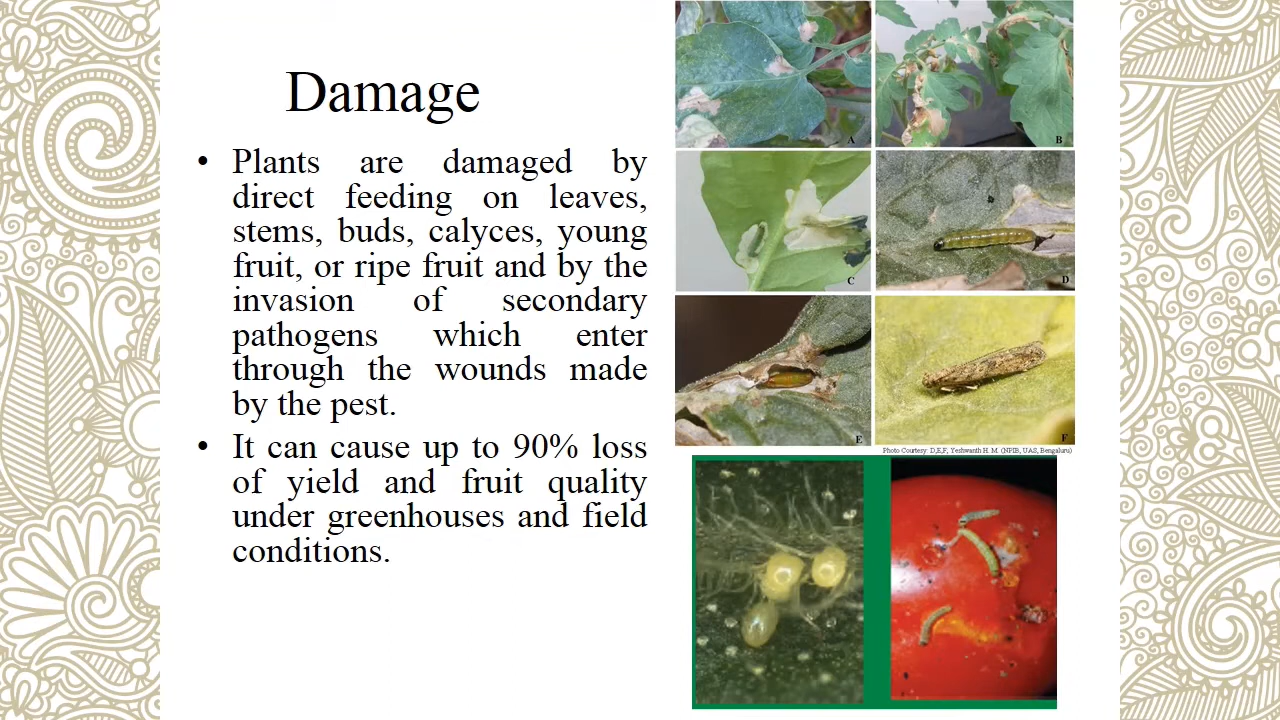 Damage
• Plants are damaged by
direct feeding on leaves,
stems, buds, calyces, young
fruit, or ripe fruit and by the
invasion of secondary
pathogens which enter
through the wounds made
by the pest.
• It can cause up to 90% loss
of yield and fruit quality
under greenhouses and field
conditions.
A
B
C
D
E
F
Photo Courtesy: D,E,F, Yeshwanth H. M. (NPIB, UAS, Bengaluru)